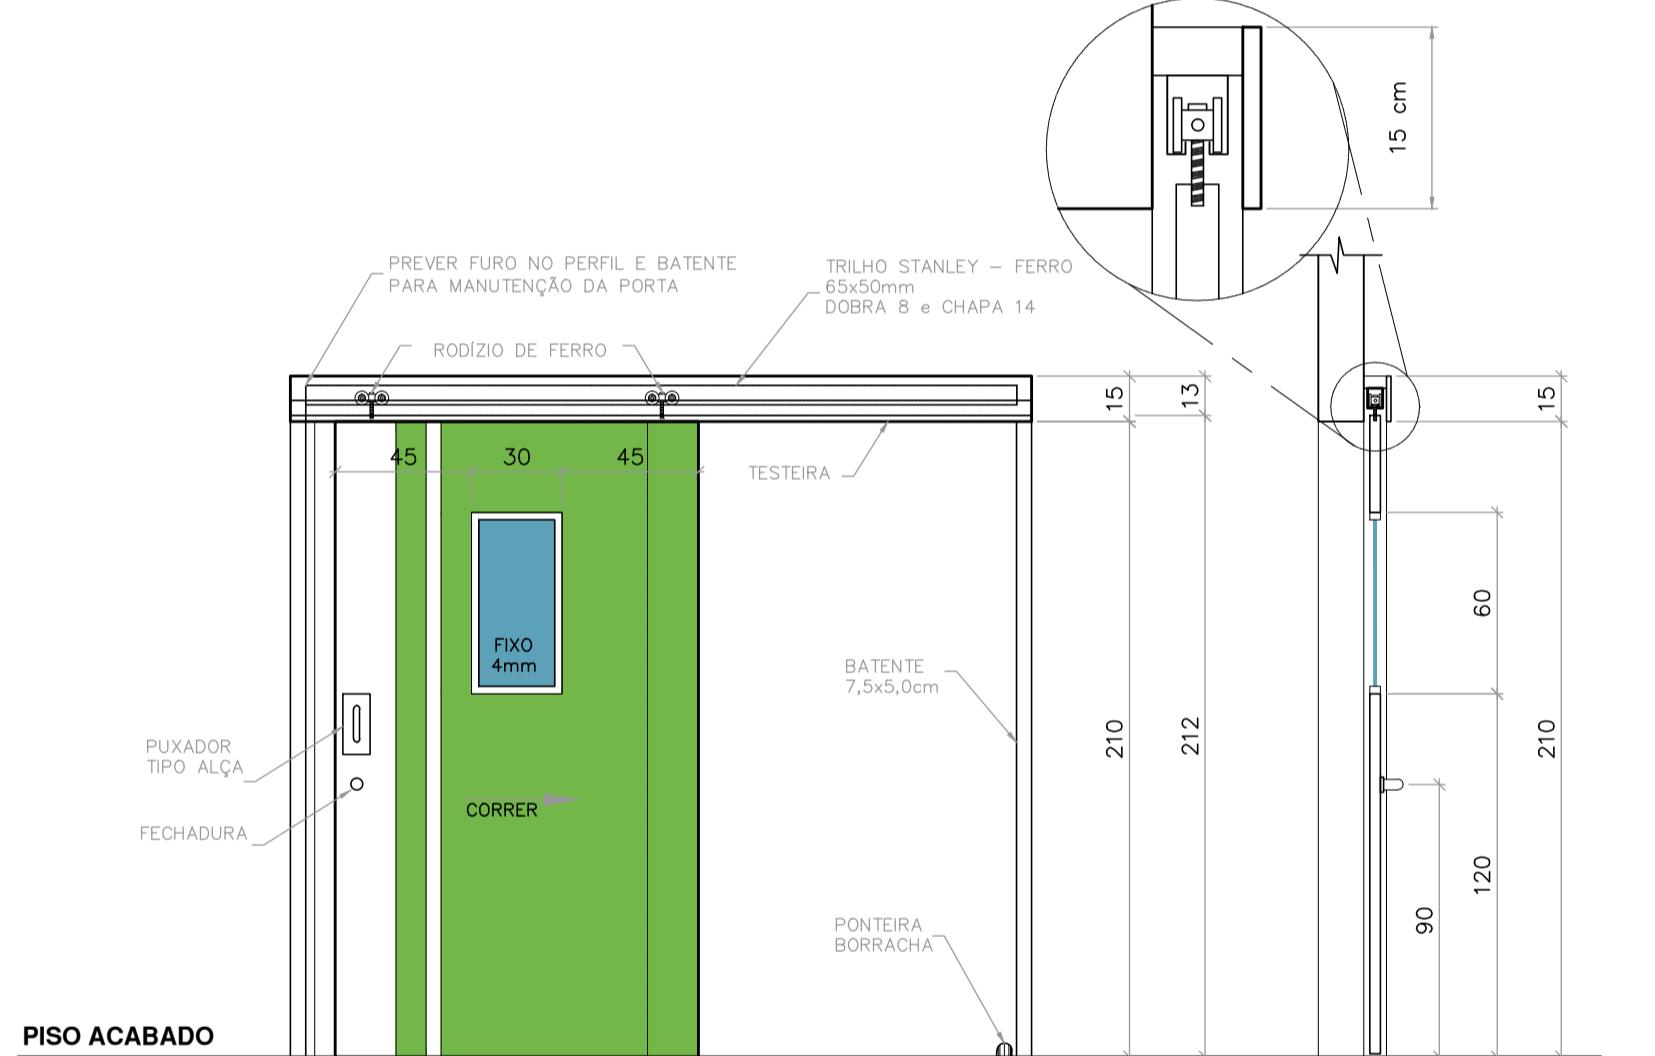 15 cm
PREVER FURO NO PERFIL E BATENTE
PARA MANUTENÇÃO DA PORTA
TRILHO STANLEY – FERRO
65x50mm
DOBRA 8 e CHAPA 14
RODÍZIO DE FERRO
15
13
15
45
30
45
TESTEIRA
FIXO
4mm
60
BATENTE
7,5x5,0cm
210
212
210
PUXADOR
TIPO ALÇA
CORRER
FECHADURA
120
90
PONTEIRA
BORRACHA
PISO ACABADO